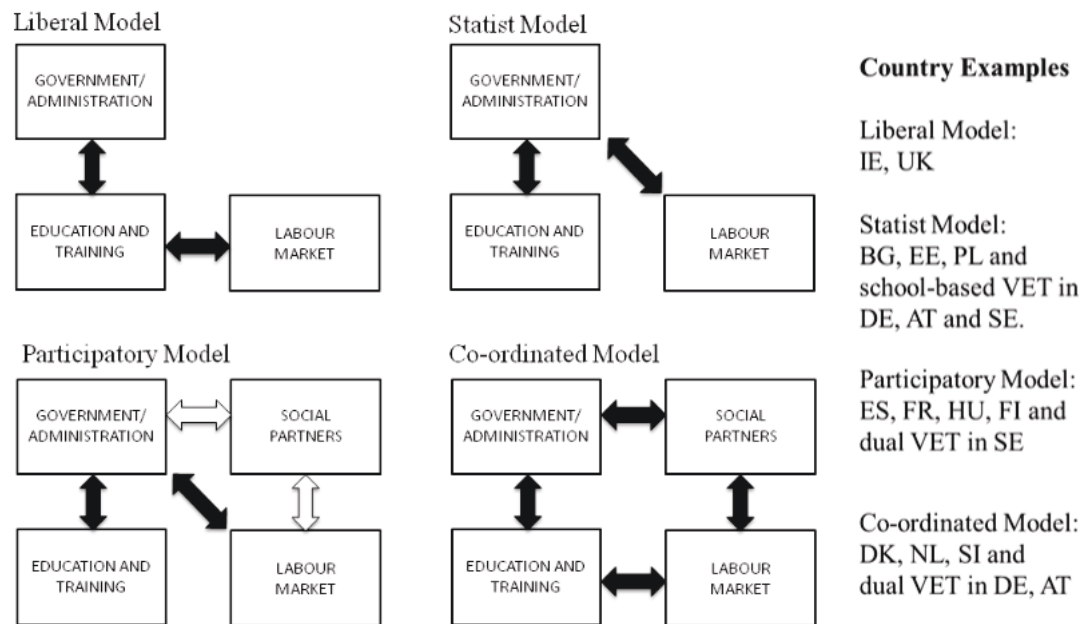 Liberal Model
GOVERNMENT/
ADMINISTRATION
EDUCATION AND
TRAINING
LABOUR
MARKET
Statist Model
GOVERNMENT/
ADMINISTRATION
EDUCATION AND
TRAINING
LABOUR
MARKET
Participatory Model
GOVERNMENT/
ADMINISTRATION
SOCIAL
PARTNERS
EDUCATION AND
TRAINING
LABOUR
MARKET
Co-ordinated Model
GOVERNMENT/
ADMINISTRATION
SOCIAL
PARTNERS
EDUCATION AND
TRAINING
LABOUR
MARKET
Country Examples
Liberal Model:
IE, UK
Statist Model:
BG, EE, PL and
school-based VET in
DE, AT and SE.
Participatory Model:
ES, FR, HU, FI and
dual VET in SE
Co-ordinated Model:
DK, NL, SI and
dual VET in DE, AT